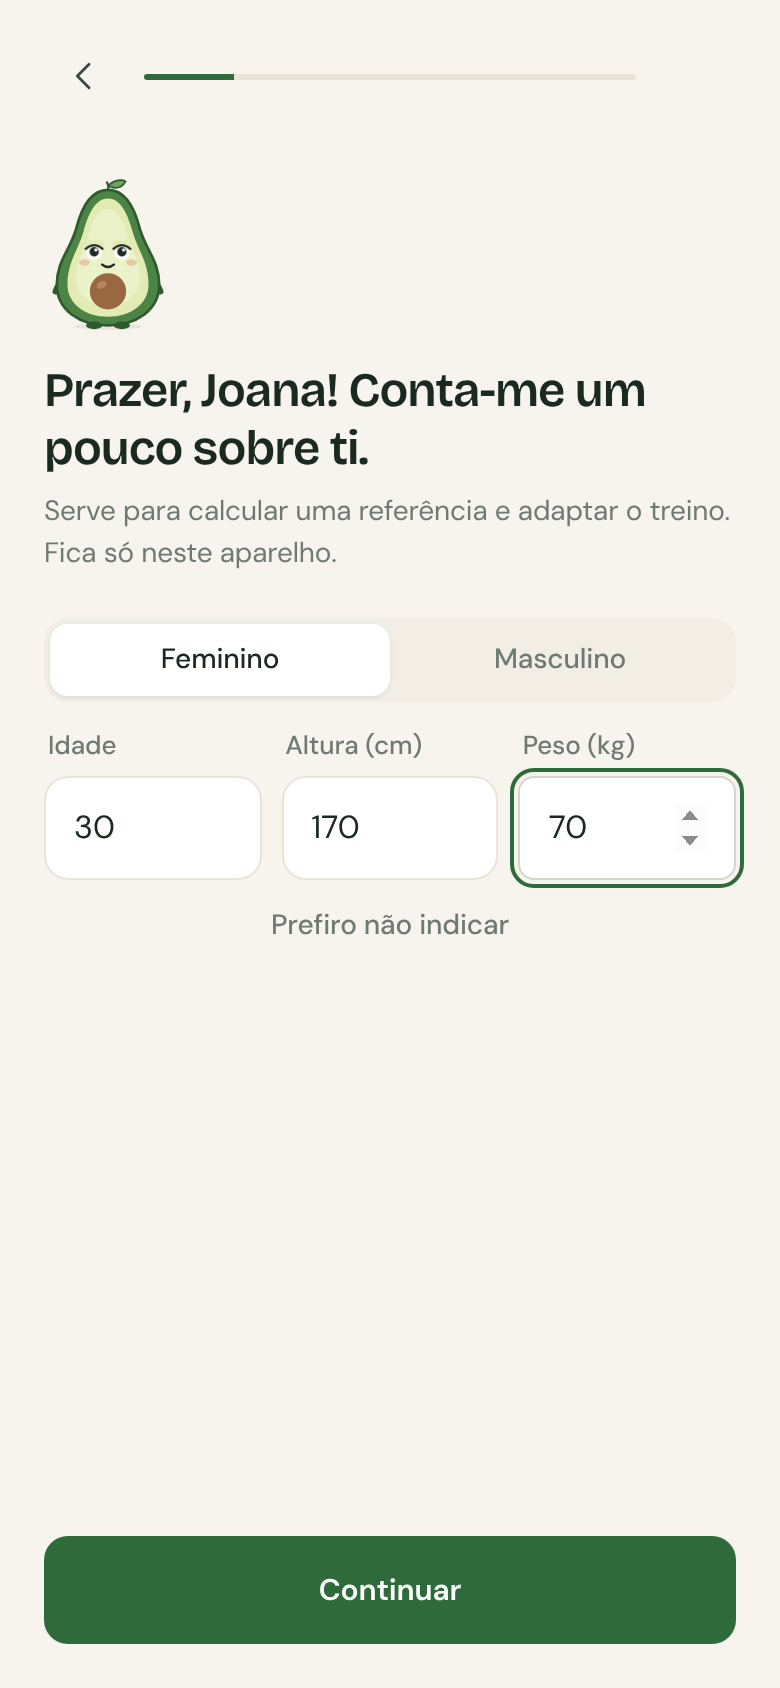 Prazer, Joana! Conta-me um
pouco sobre ti.
Serve para calcular uma referência e adaptar o treino.
Fica só neste aparelho.
Feminino
Masculino
Idade
Altura (cm)
Peso (kg)
30
170
70
Prefiro não indicar
Continuar